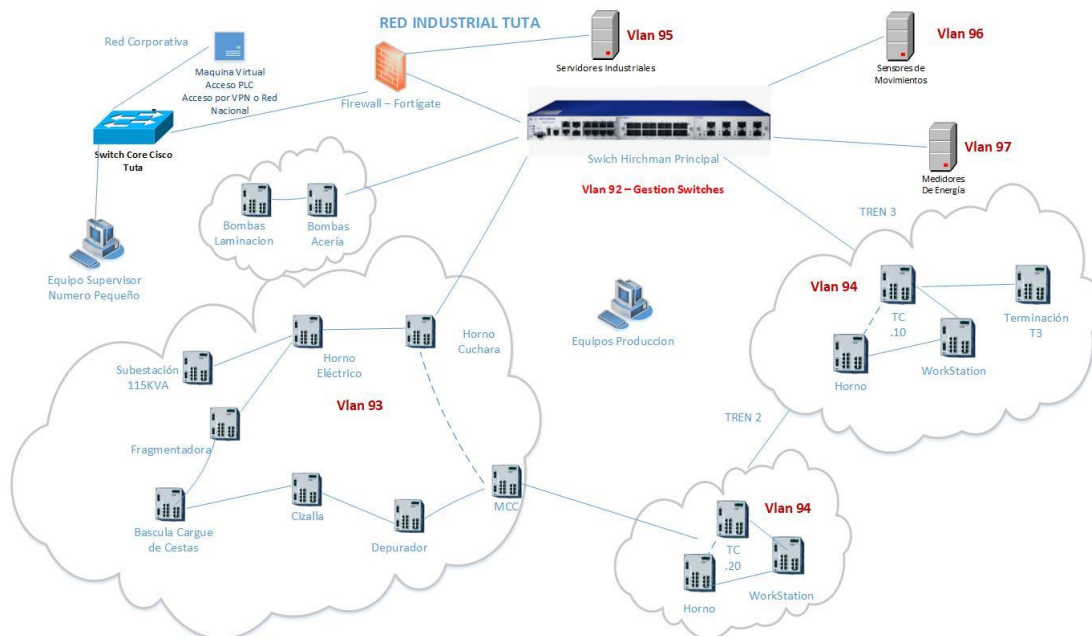 RED INDUSTRIAL TUTA
Red Corporativa
Maquina Virtual
Acceso PLC
Acceso por VPN o Red
Nacional
Firewall – Fortigate
Vlan 95
Servidores Industriales
Vlan 96
Sensores de
Movimientos
Switch Core Cisco
Tuta
Swich Hirchman Principal
Vlan 92 – Gestion Switches
Vlan 97
Medidores
De Energía
Bombas
Laminacion
Bombas
Acería
TREN 3
Equipo Supervisor
Numero Pequeño
Vlan 94
TC
.10
Terminación
T3
Horno
WorkStation
Equipos Produccion
Horno
Cuchara
Horno
Eléctrico
Subestación
115KVA
Vlan 93
Fragmentadora
TREN 2
Bascula Cargue
de Cestas
Cizalla
Depurador
MCC
Vlan 94
TC
.20
Horno
WorkStation